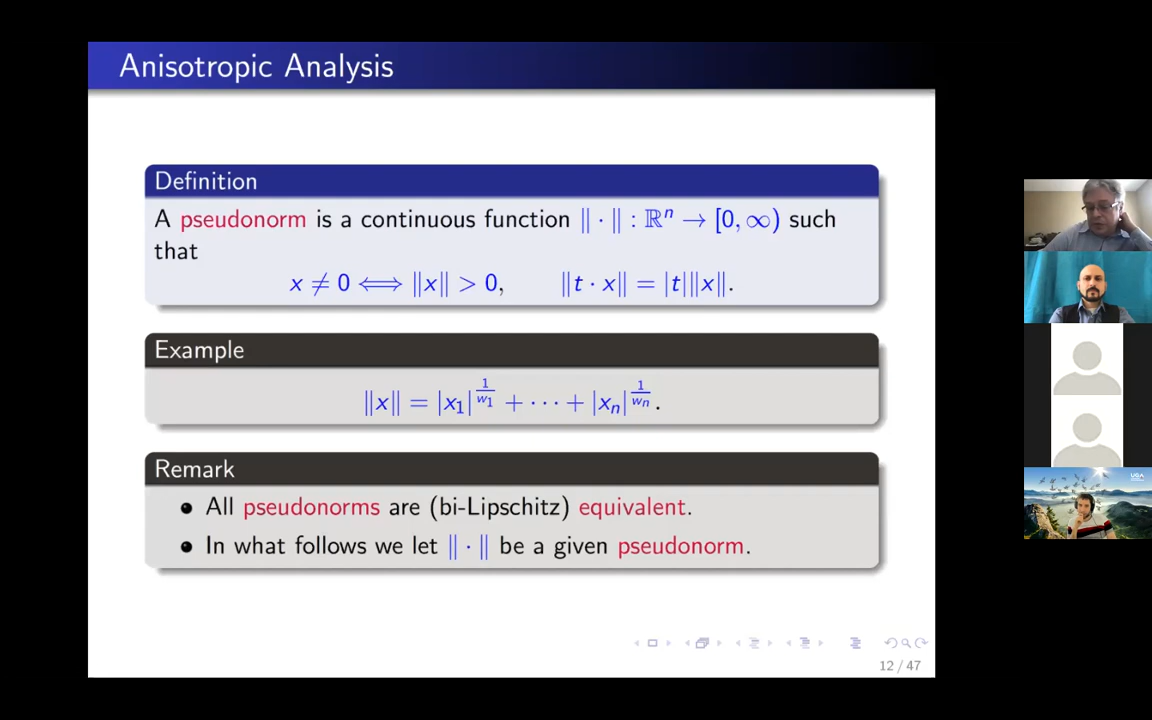 Anisotropic Analysis
Definition
A pseudonorm is a continuous function ‖ · ‖ : ℝⁿ → [0, ∞) such
that
x ≠ 0 ⟺ ‖x‖ > 0, ‖t · x‖ = |t|‖x‖.
Example
‖x‖ = |x₁|^{1/w₁} + · · · + |xₙ|^{1/wₙ}.
Remark
All pseudonorms are (bi-Lipschitz) equivalent.
In what follows we let ‖ · ‖ be a given pseudonorm.
12 / 47
UGA